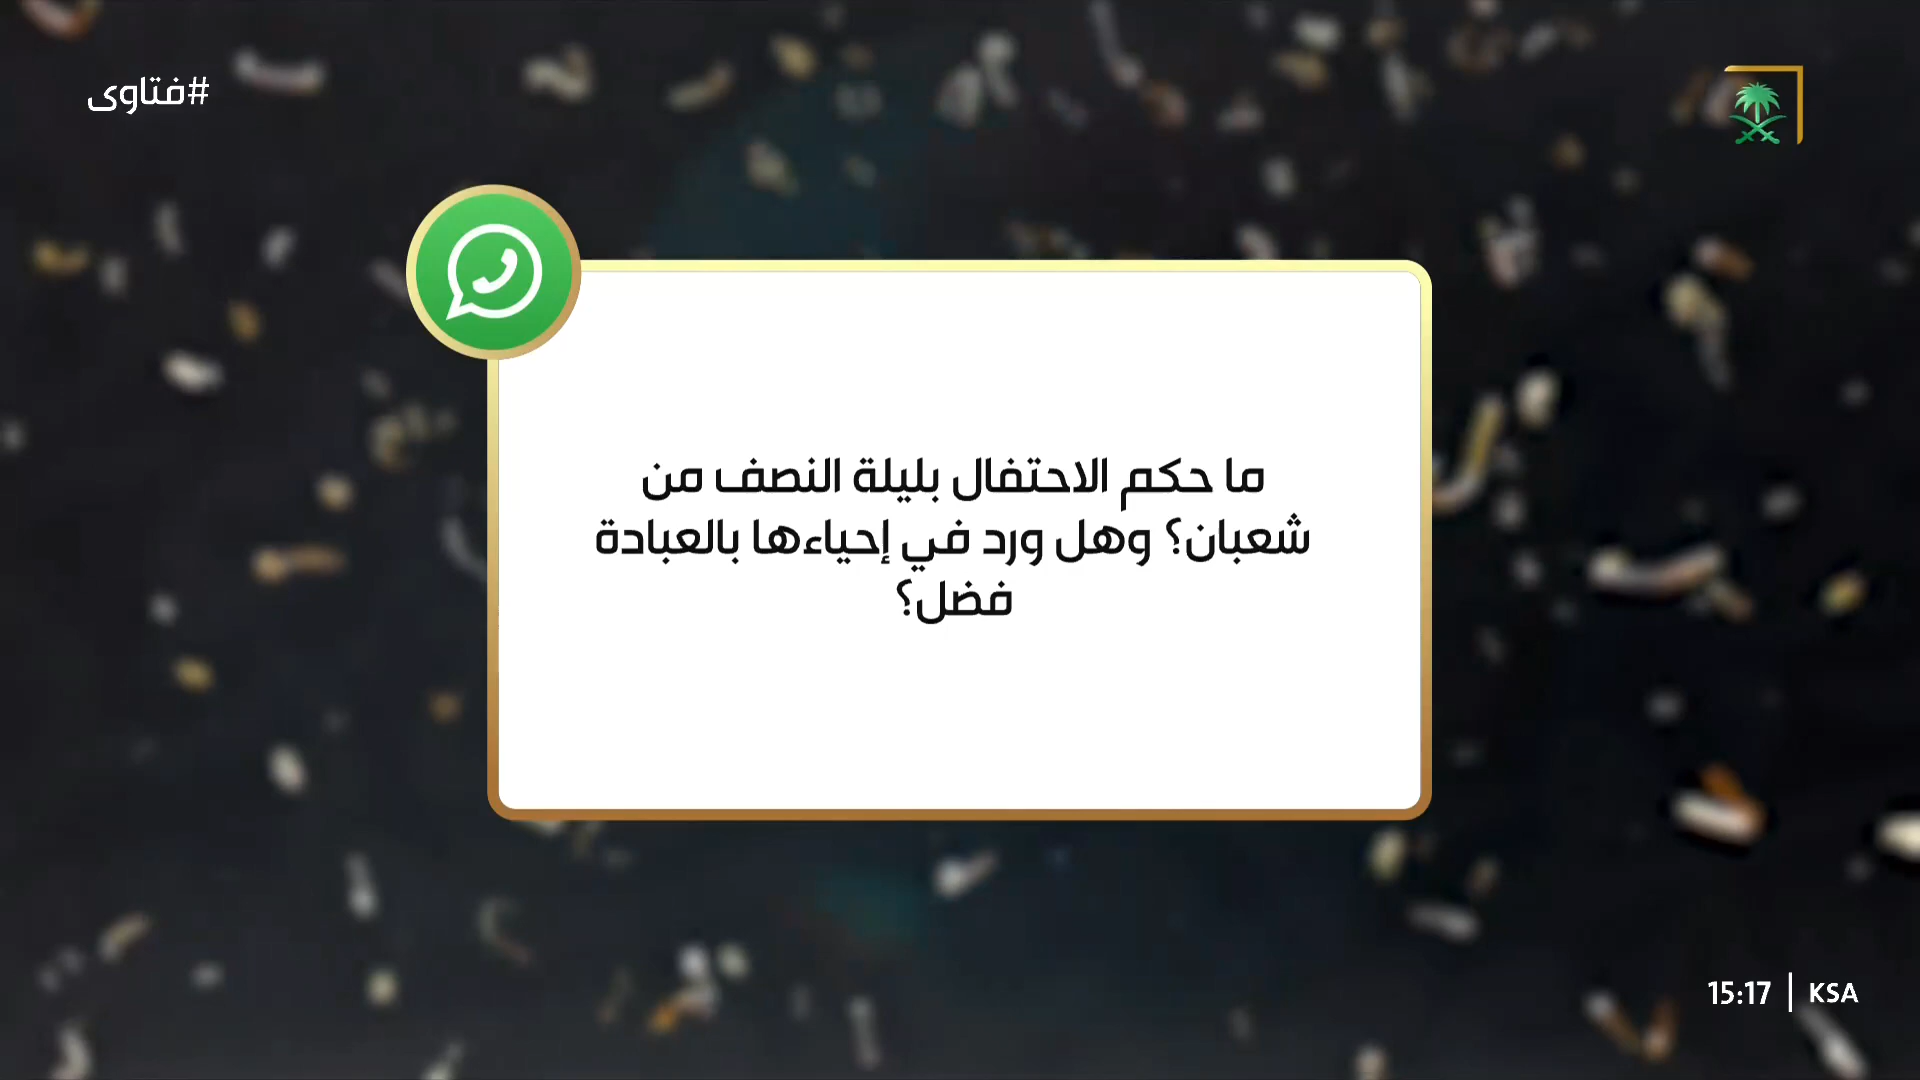 #فتاوى
ما حكم الاحتفال بليلة النصف من
شعبان؟ وهل ورد في إحياءها بالعبادة
فضل؟
15:17 | KSA